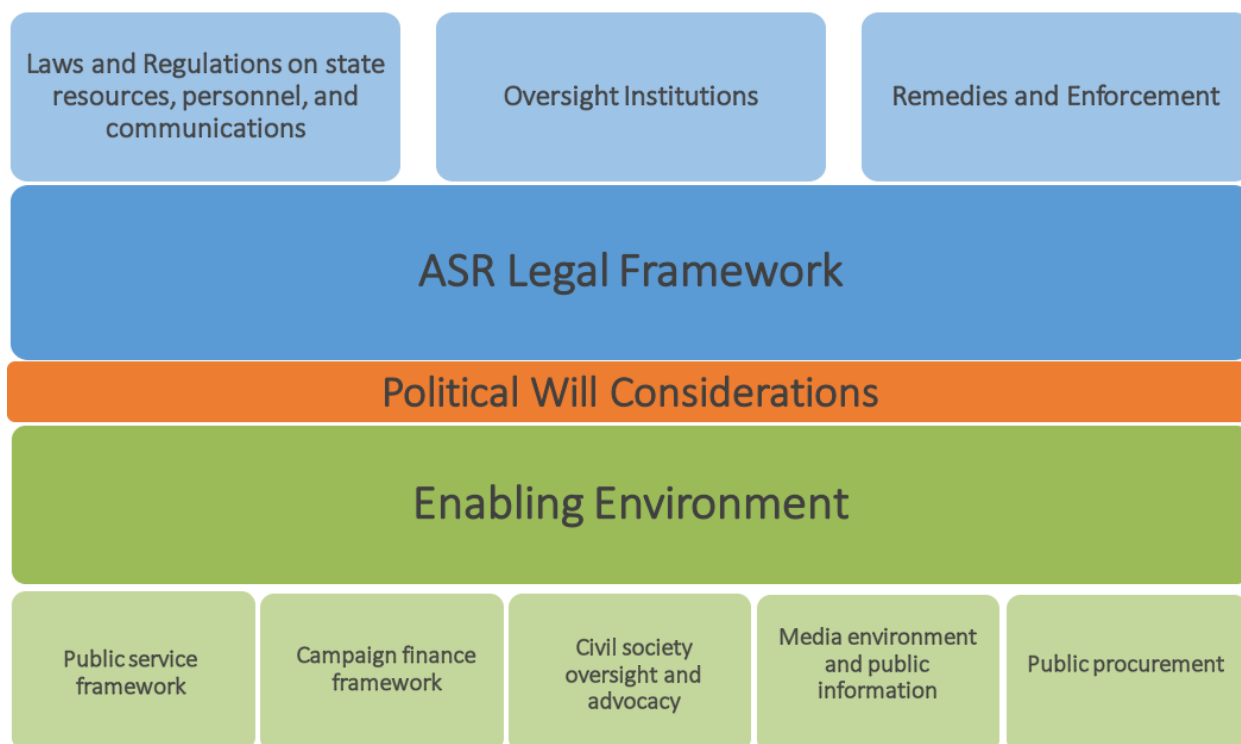 Laws and Regulations on state
resources, personnel, and
communications
Oversight Institutions
Remedies and Enforcement
ASR Legal Framework
Political Will Considerations
Enabling Environment
Public service
framework
Campaign finance
framework
Civil society
oversight and
advocacy
Media environment
and public
information
Public procurement